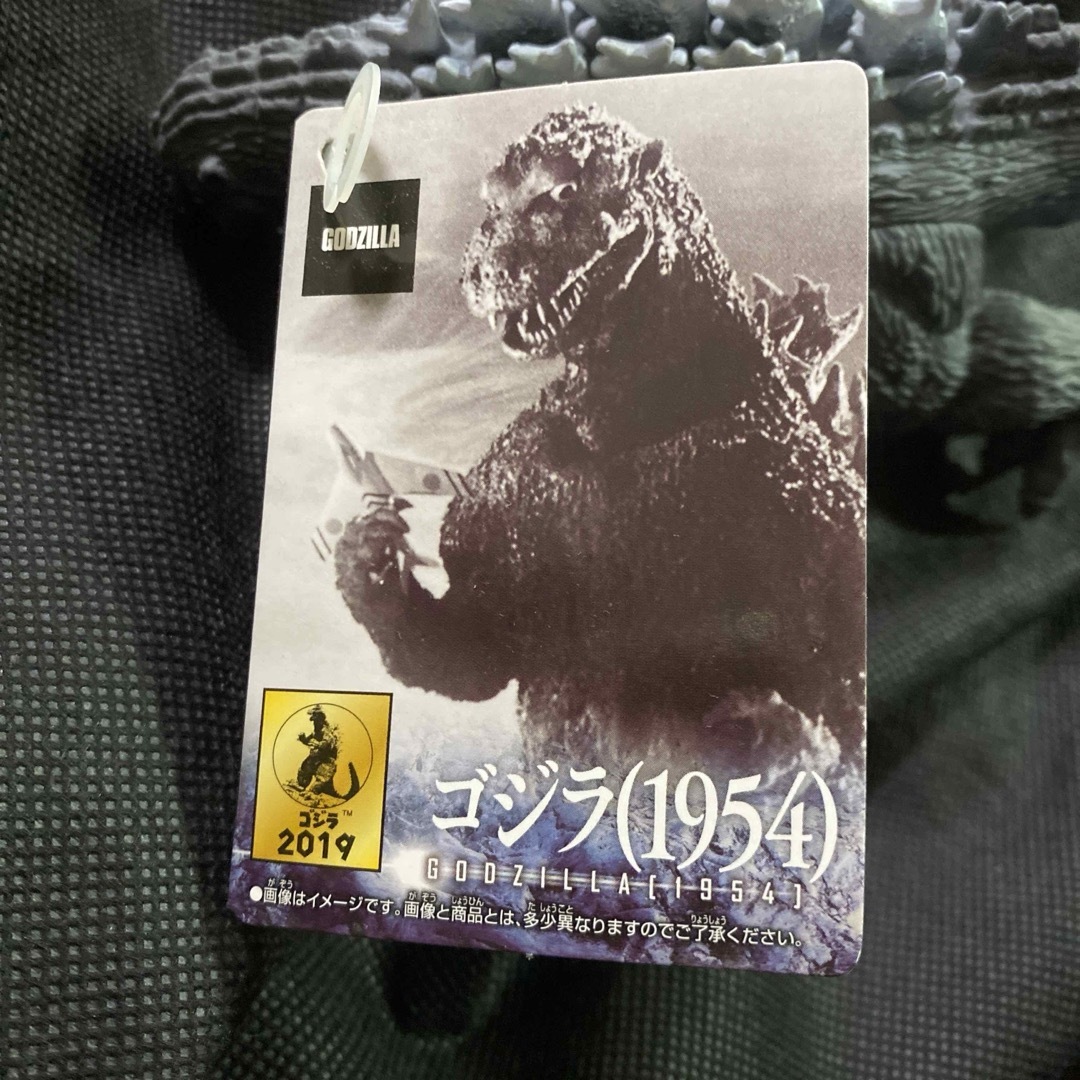 GODZILLA
ゴジラ™
2019
ゴジラ(1954)
GODZILLA[1954]
●画像はイメージです。画像と商品とは、多少異なりますのでご了承ください。